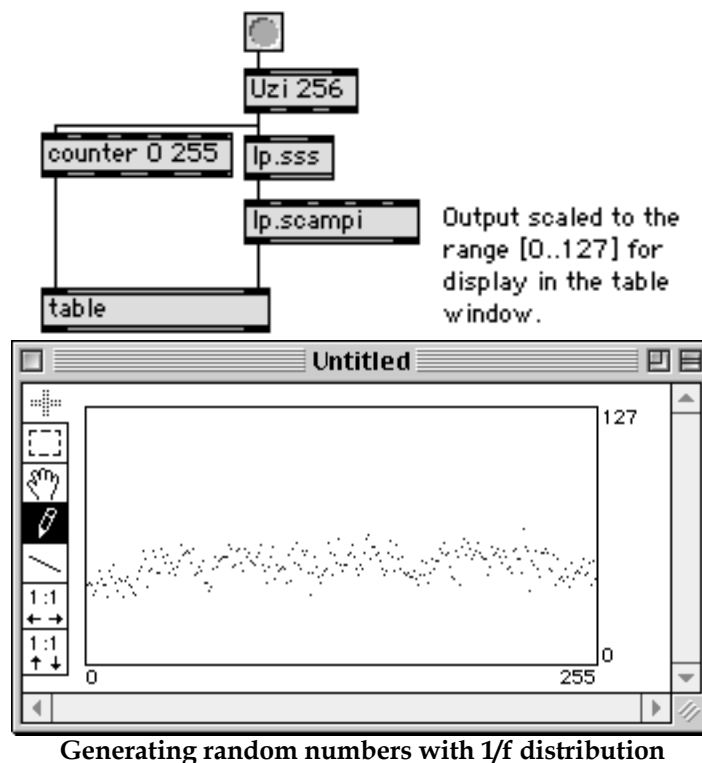 Uzi 256
counter 0 255
lp.sss
lp.scampi
Output scaled to the
range [0..127] for
display in the table
window.
table
Untitled
127
1:1
1:1
0
0
255
Generating random numbers with 1/f distribution